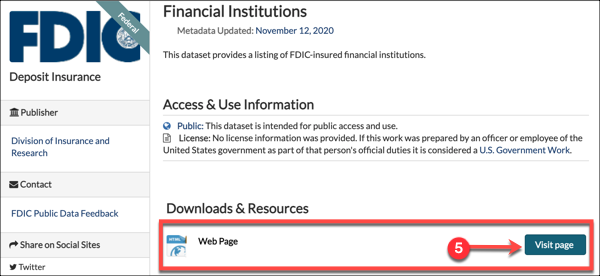 Federal
FDIC
Deposit Insurance
Publisher
Division of Insurance and
Research
Contact
FDIC Public Data Feedback
Share on Social Sites
Twitter
Financial Institutions
Metadata Updated: November 12, 2020
This dataset provides a listing of FDIC-insured financial institutions.
Access & Use Information
Public: This dataset is intended for public access and use.
License: No license information was provided. If this work was prepared by an officer or employee of the
United States government as part of that person's official duties it is considered a U.S. Government Work.
Downloads & Resources
HTML
Web Page
5
Visit page